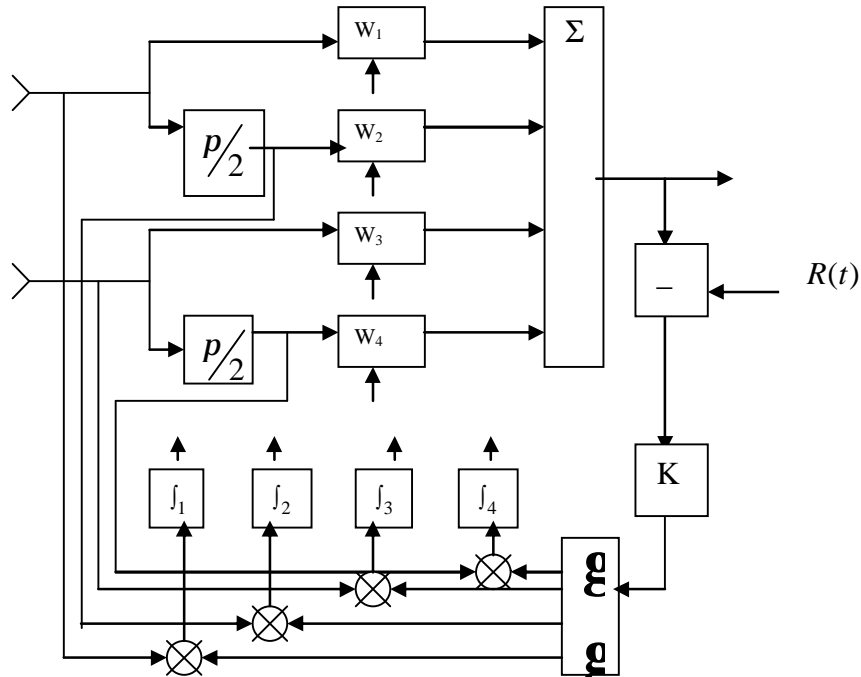 W₁
Σ
p/2
W₂
W₃
R(t)
–
p/2
W₄
K
∫₁
∫₂
∫₃
∫₄